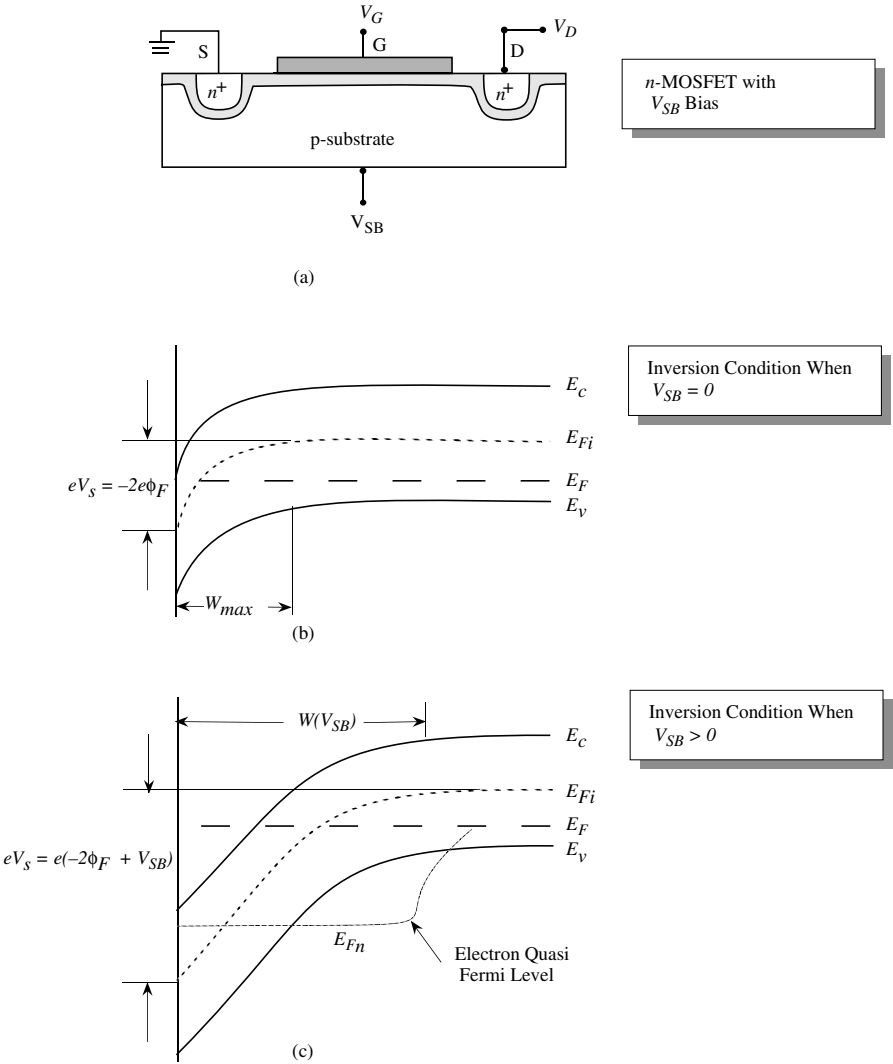 V_G
V_D
S
G
D
n+
n+
n-MOSFET with
V_SB Bias
p-substrate
V_SB
(a)
Inversion Condition When
V_SB = 0
E_c
E_Fi
eV_s = –2eϕ_F
E_F
E_v
W_max
(b)
Inversion Condition When
V_SB > 0
W(V_SB)
E_c
E_Fi
E_F
eV_s = e(–2ϕ_F + V_SB)
E_v
E_Fn
Electron Quasi
Fermi Level
(c)